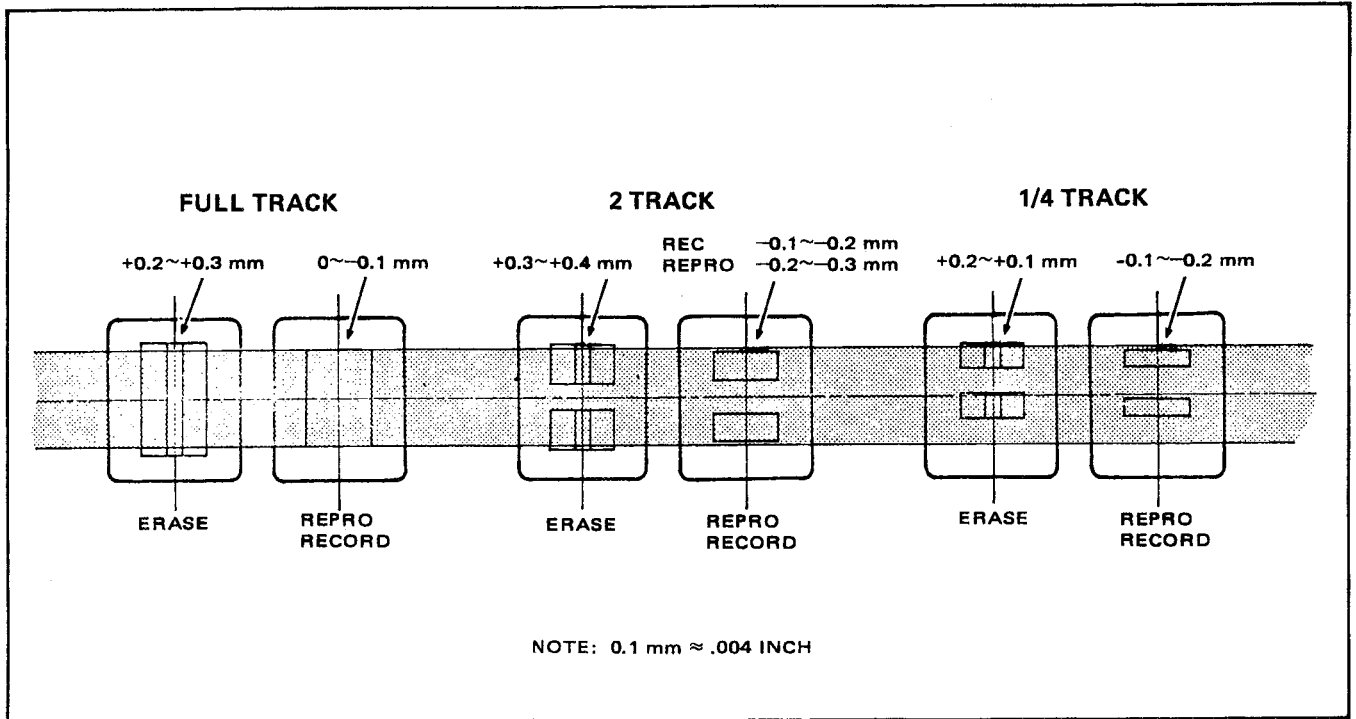 FULL TRACK
+0.2~+0.3 mm
0~-0.1 mm
ERASE
REPRO
RECORD
2 TRACK
+0.3~+0.4 mm
REC -0.1~-0.2 mm
REPRO -0.2~-0.3 mm
ERASE
REPRO
RECORD
1/4 TRACK
+0.2~+0.1 mm
-0.1~-0.2 mm
ERASE
REPRO
RECORD
NOTE: 0.1 mm ≈ .004 INCH